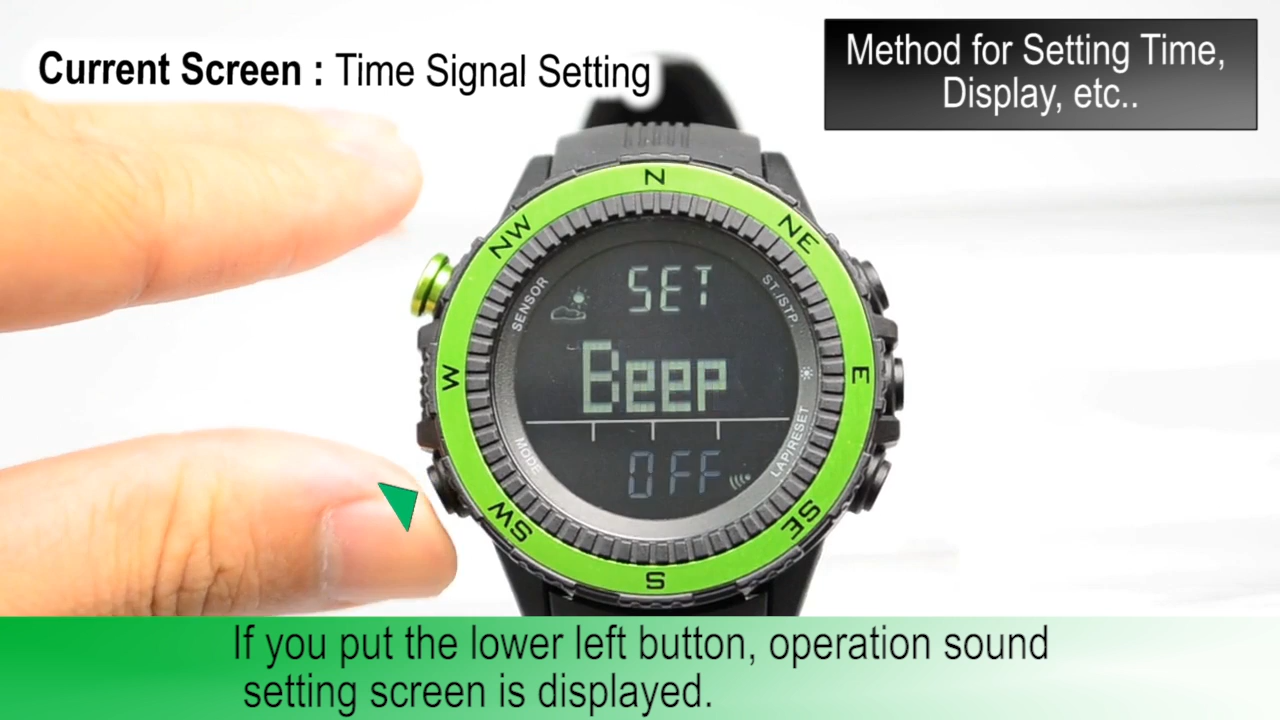 Current Screen : Time Signal Setting
Method for Setting Time,
Display, etc..
N
NW
NE
SENSOR
ST./STP.
SET
W
Beep
E
MODE
LAP/RESET
OFF
SW
SE
S
If you put the lower left button, operation sound
setting screen is displayed.